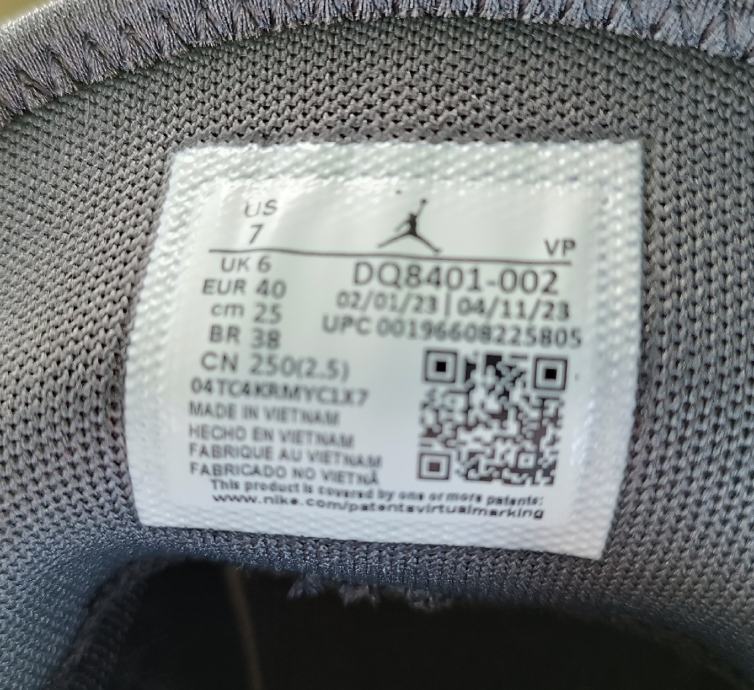 US
7
VP
UK 6
EUR 40
cm 25
BR 38
CN 250(2.5)
DQ8401-002
02/01/23 | 04/11/23
UPC 00196608225805
04TC4KRMYC1X7
MADE IN VIETNAM
HECHO EN VIETNAM
FABRIQUE AU VIETNAM
FABRICADO NO VIETNÃ
This product is covered by one or more patents:
www.nike.com/patentsvirtualmarking